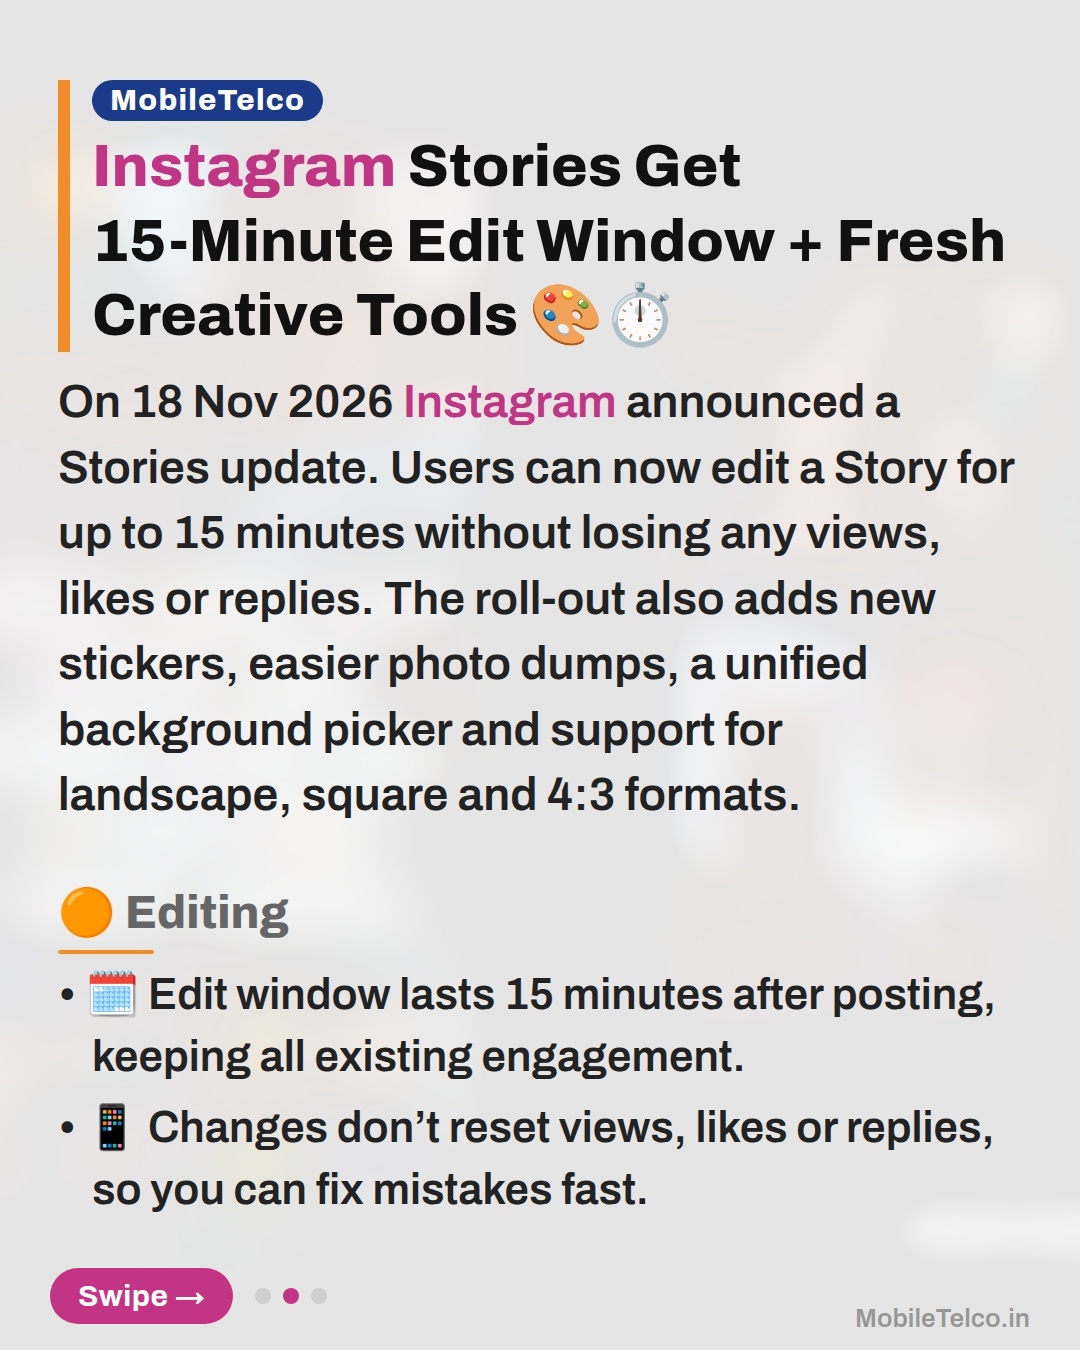 MobileTelco
Instagram Stories Get
15-Minute Edit Window + Fresh
Creative Tools 🎨⏱️
On 18 Nov 2026 Instagram announced a
Stories update. Users can now edit a Story for
up to 15 minutes without losing any views,
likes or replies. The roll-out also adds new
stickers, easier photo dumps, a unified
background picker and support for
landscape, square and 4:3 formats.
🟠 Editing
• 🗓️ Edit window lasts 15 minutes after posting,
keeping all existing engagement.
• 📱 Changes don’t reset views, likes or replies,
so you can fix mistakes fast.
Swipe →
MobileTelco.in